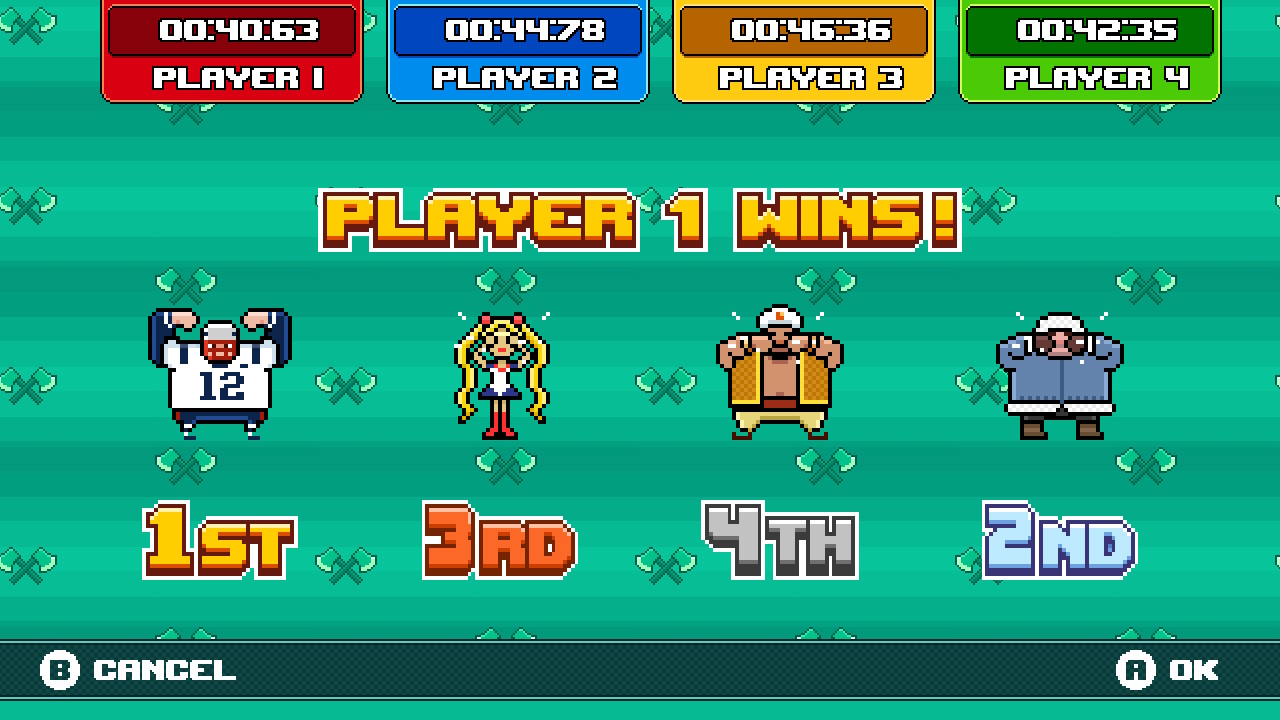 00:40:63
PLAYER 1
00:44:78
PLAYER 2
00:46:36
PLAYER 3
00:42:35
PLAYER 4
PLAYER 1 WINS!
12
1ST
3RD
4TH
2ND
B CANCEL
A OK